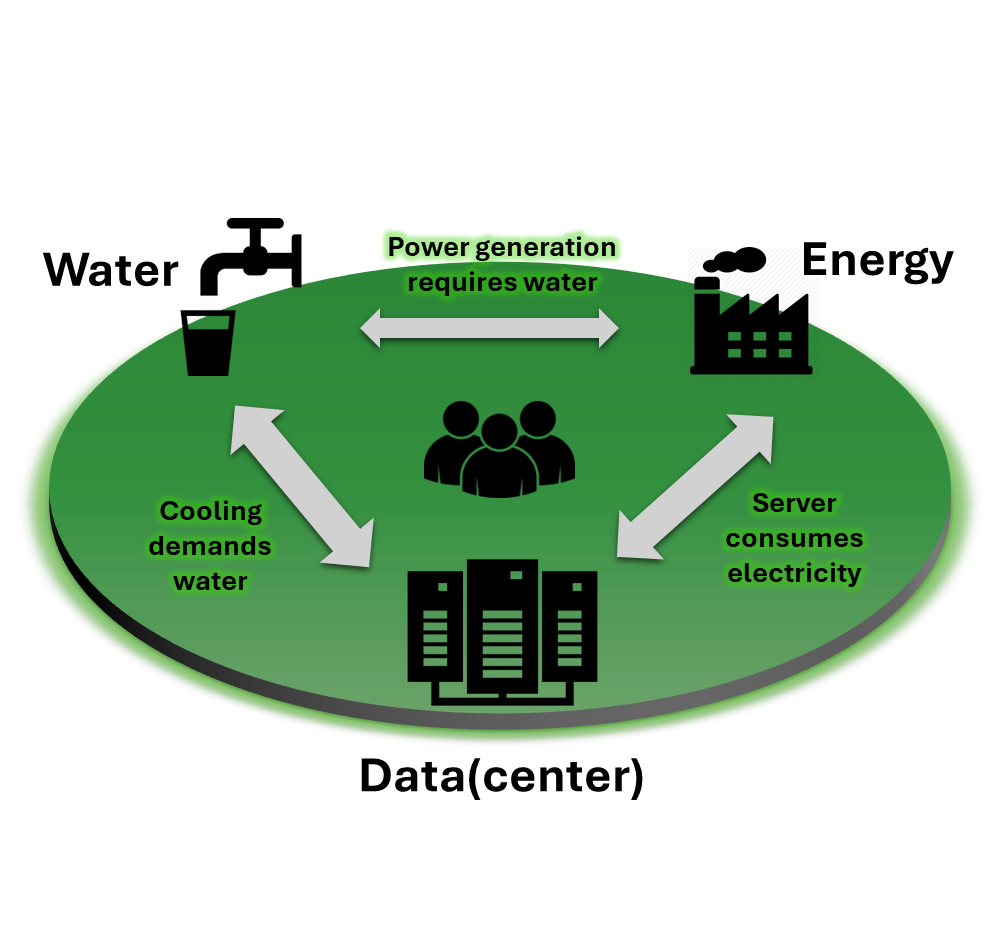 Water
Power generation
requires water
Energy
Cooling
demands
water
Server
consumes
electricity
Data(center)